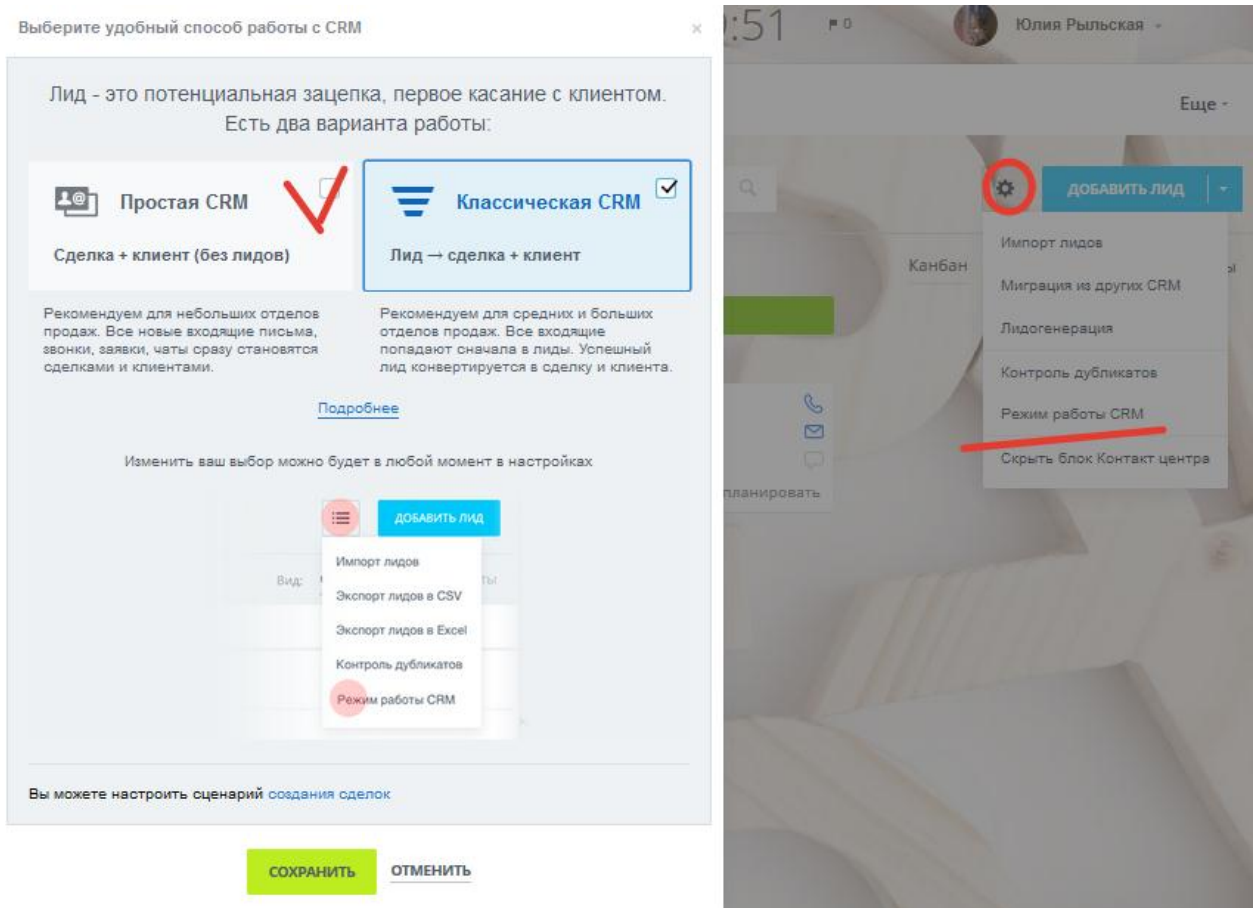 Выберите удобный способ работы с CRM
Лид - это потенциальная зацепка, первое касание с клиентом.
Есть два варианта работы:
Простая CRM
Сделка + клиент (без лидов)
Классическая CRM
Лид → сделка + клиент
Рекомендуем для небольших отделов
продаж. Все новые входящие письма,
звонки, заявки, чаты сразу становятся
сделками и клиентами.
Рекомендуем для средних и больших
отделов продаж. Все входящие
попадают сначала в лиды. Успешный
лид конвертируется в сделку и клиента.
Подробнее
Изменить ваш выбор можно будет в любой момент в настройках
ДОБАВИТЬ ЛИД
Вид:
Импорт лидов
Экспорт лидов в CSV
Экспорт лидов в Excel
Контроль дубликатов
Режим работы CRM
Вы можете настроить сценарий создания сделок
СОХРАНИТЬ
ОТМЕНИТЬ
:51
0
Юлия Рыльская
Еще
ДОБАВИТЬ ЛИД
Канбан
Импорт лидов
Миграция из других CRM
Лидогенерация
Контроль дубликатов
Режим работы CRM
Скрыть блок Контакт центра
планировать